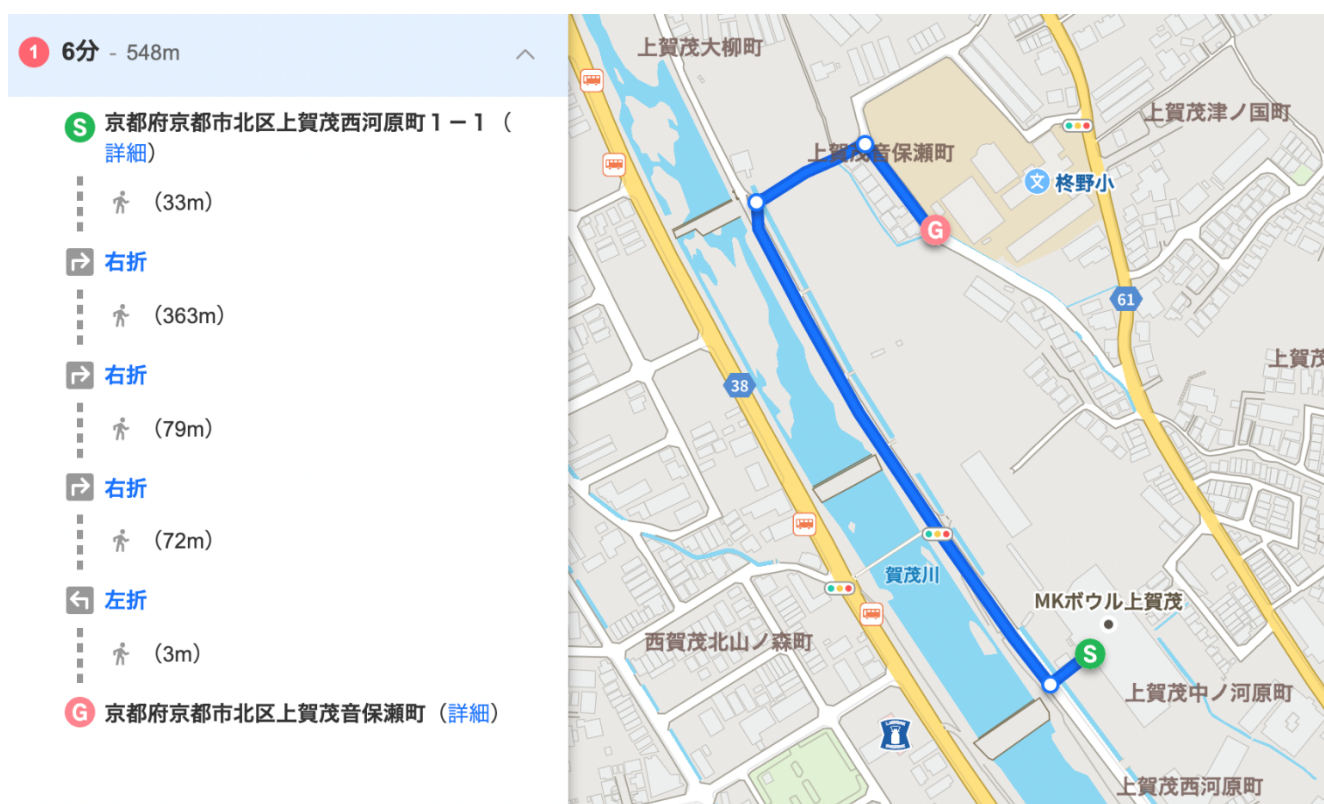 1 6分 - 548m
S 京都府京都市北区上賀茂西河原町1－1（
詳細）
（33m）
右折
（363m）
右折
（79m）
右折
（72m）
左折
（3m）
G 京都府京都市北区上賀茂音保瀬町（詳細）
上賀茂大柳町
上賀茂津ノ国町
上賀茂音保瀬町
文 柊野小
G
61
上賀茂
38
賀茂川
MKボウル上賀茂
西賀茂北山ノ森町
S
上賀茂中ノ河原町
上賀茂西河原町